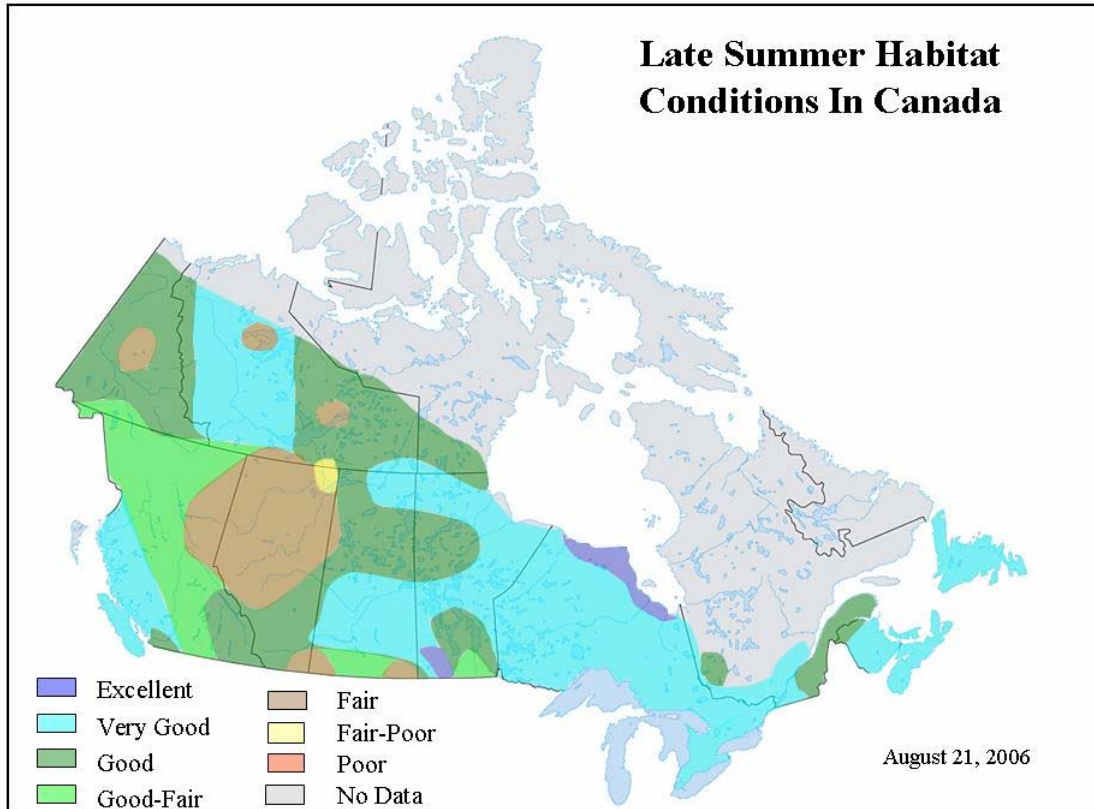 Late Summer Habitat
Conditions In Canada
Excellent
Very Good
Good
Good-Fair
Fair
Fair-Poor
Poor
No Data
August 21, 2006